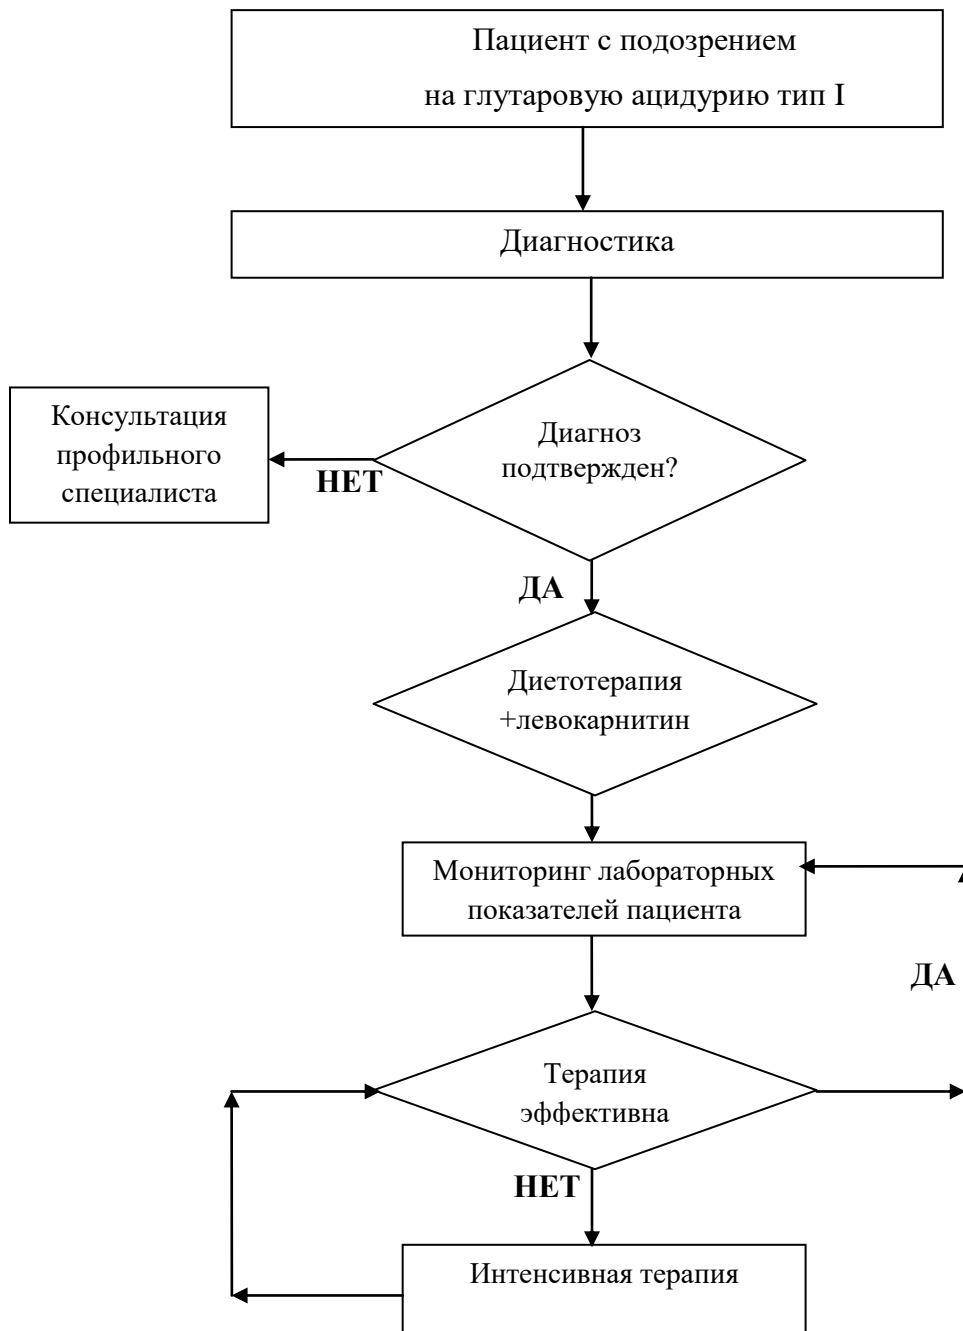 Пациент с подозрением
на глутаровую ацидурию тип I
Диагностика
Диагноз
подтвержден?
Консультация
профильного
специалиста
НЕТ
ДА
Диетотерапия
+левокарнитин
Мониторинг лабораторных
показателей пациента
ДА
Терапия
эффективна
НЕТ
Интенсивная терапия